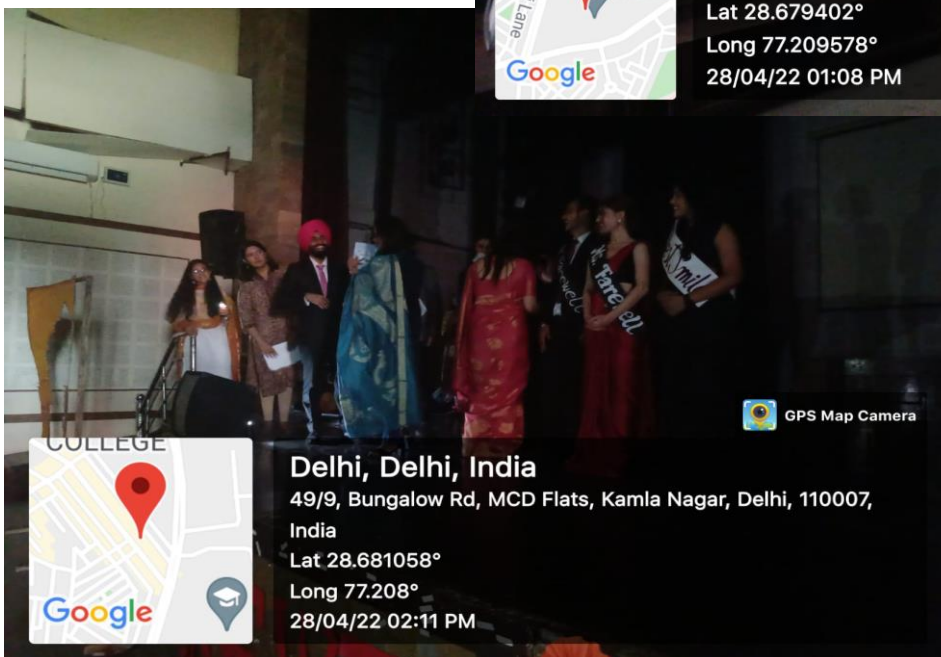 Lane
Lat 28.679402°
Long 77.209578°
Google
28/04/22 01:08 PM
Farewell
GPS Map Camera
COLLEGE
Delhi, Delhi, India
49/9, Bungalow Rd, MCD Flats, Kamla Nagar, Delhi, 110007,
India
Lat 28.681058°
Long 77.208°
Google
28/04/22 02:11 PM